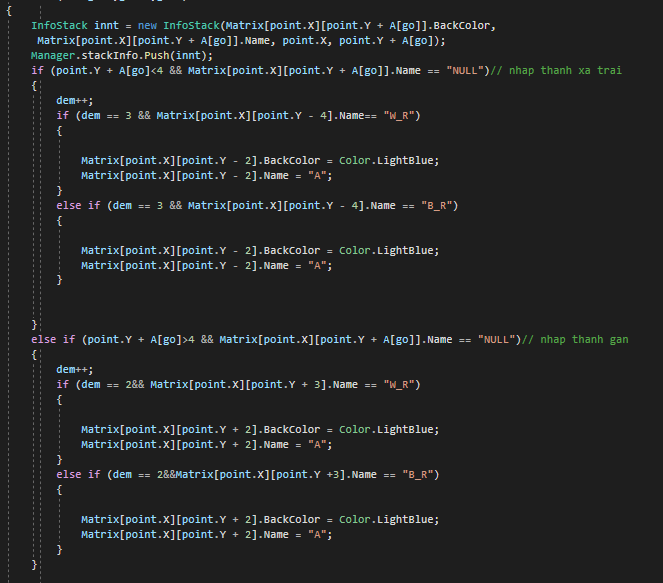 {
InfoStack innt = new InfoStack(Matrix[point.X][point.Y + A[go]].BackColor,
Matrix[point.X][point.Y + A[go]].Name, point.X, point.Y + A[go]);
Manager.stackInfo.Push(innt);
if (point.Y + A[go]<4 && Matrix[point.X][point.Y + A[go]].Name == "NULL")// nhap thanh xa trai
{
dem++;
if (dem == 3 && Matrix[point.X][point.Y - 4].Name== "W_R")
{
Matrix[point.X][point.Y - 2].BackColor = Color.LightBlue;
Matrix[point.X][point.Y - 2].Name = "A";
}
else if (dem == 3 && Matrix[point.X][point.Y - 4].Name == "B_R")
{
Matrix[point.X][point.Y - 2].BackColor = Color.LightBlue;
Matrix[point.X][point.Y - 2].Name = "A";
}
}
else if (point.Y + A[go]>4 && Matrix[point.X][point.Y + A[go]].Name == "NULL")// nhap thanh gan
{
dem++;
if (dem == 2&& Matrix[point.X][point.Y + 3].Name == "W_R")
{
Matrix[point.X][point.Y + 2].BackColor = Color.LightBlue;
Matrix[point.X][point.Y + 2].Name = "A";
}
else if (dem == 2&&Matrix[point.X][point.Y +3].Name == "B_R")
{
Matrix[point.X][point.Y + 2].BackColor = Color.LightBlue;
Matrix[point.X][point.Y + 2].Name = "A";
}
}